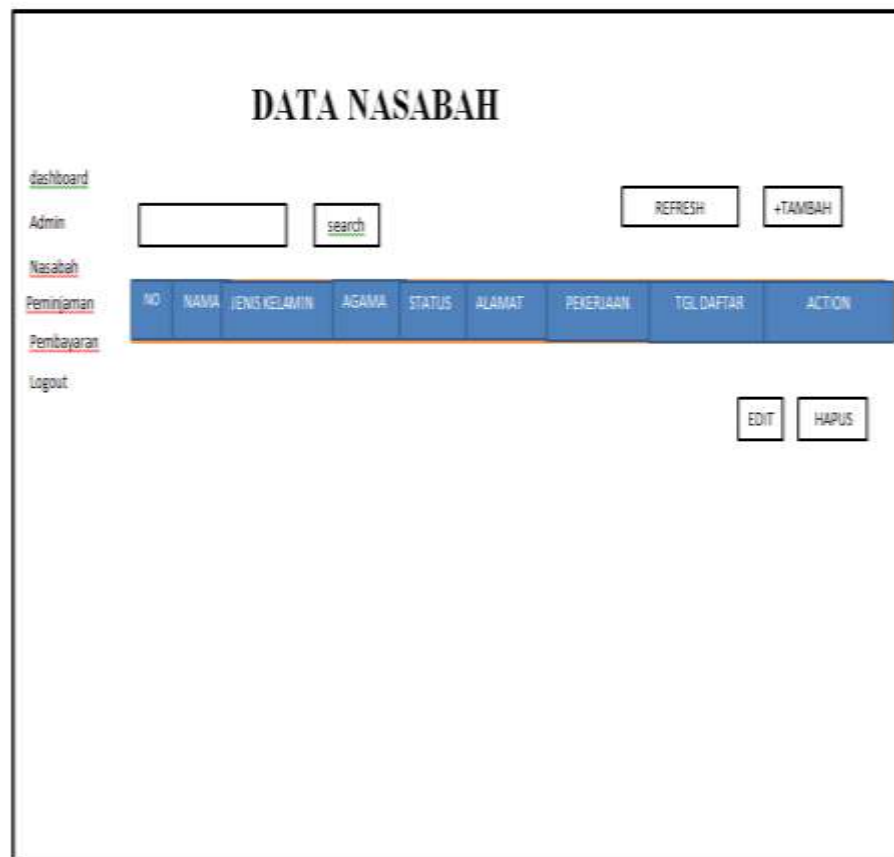 DATA NASABAH
dashboard
Admin
Nasabah
Peminjaman
Pembayaran
Logout
search
REFRESH
+TAMBAH
NO NAMA JENIS KELAMIN AGAMA STATUS ALAMAT PEKERJAAN TGL DAFTAR ACTION
EDIT HAPUS